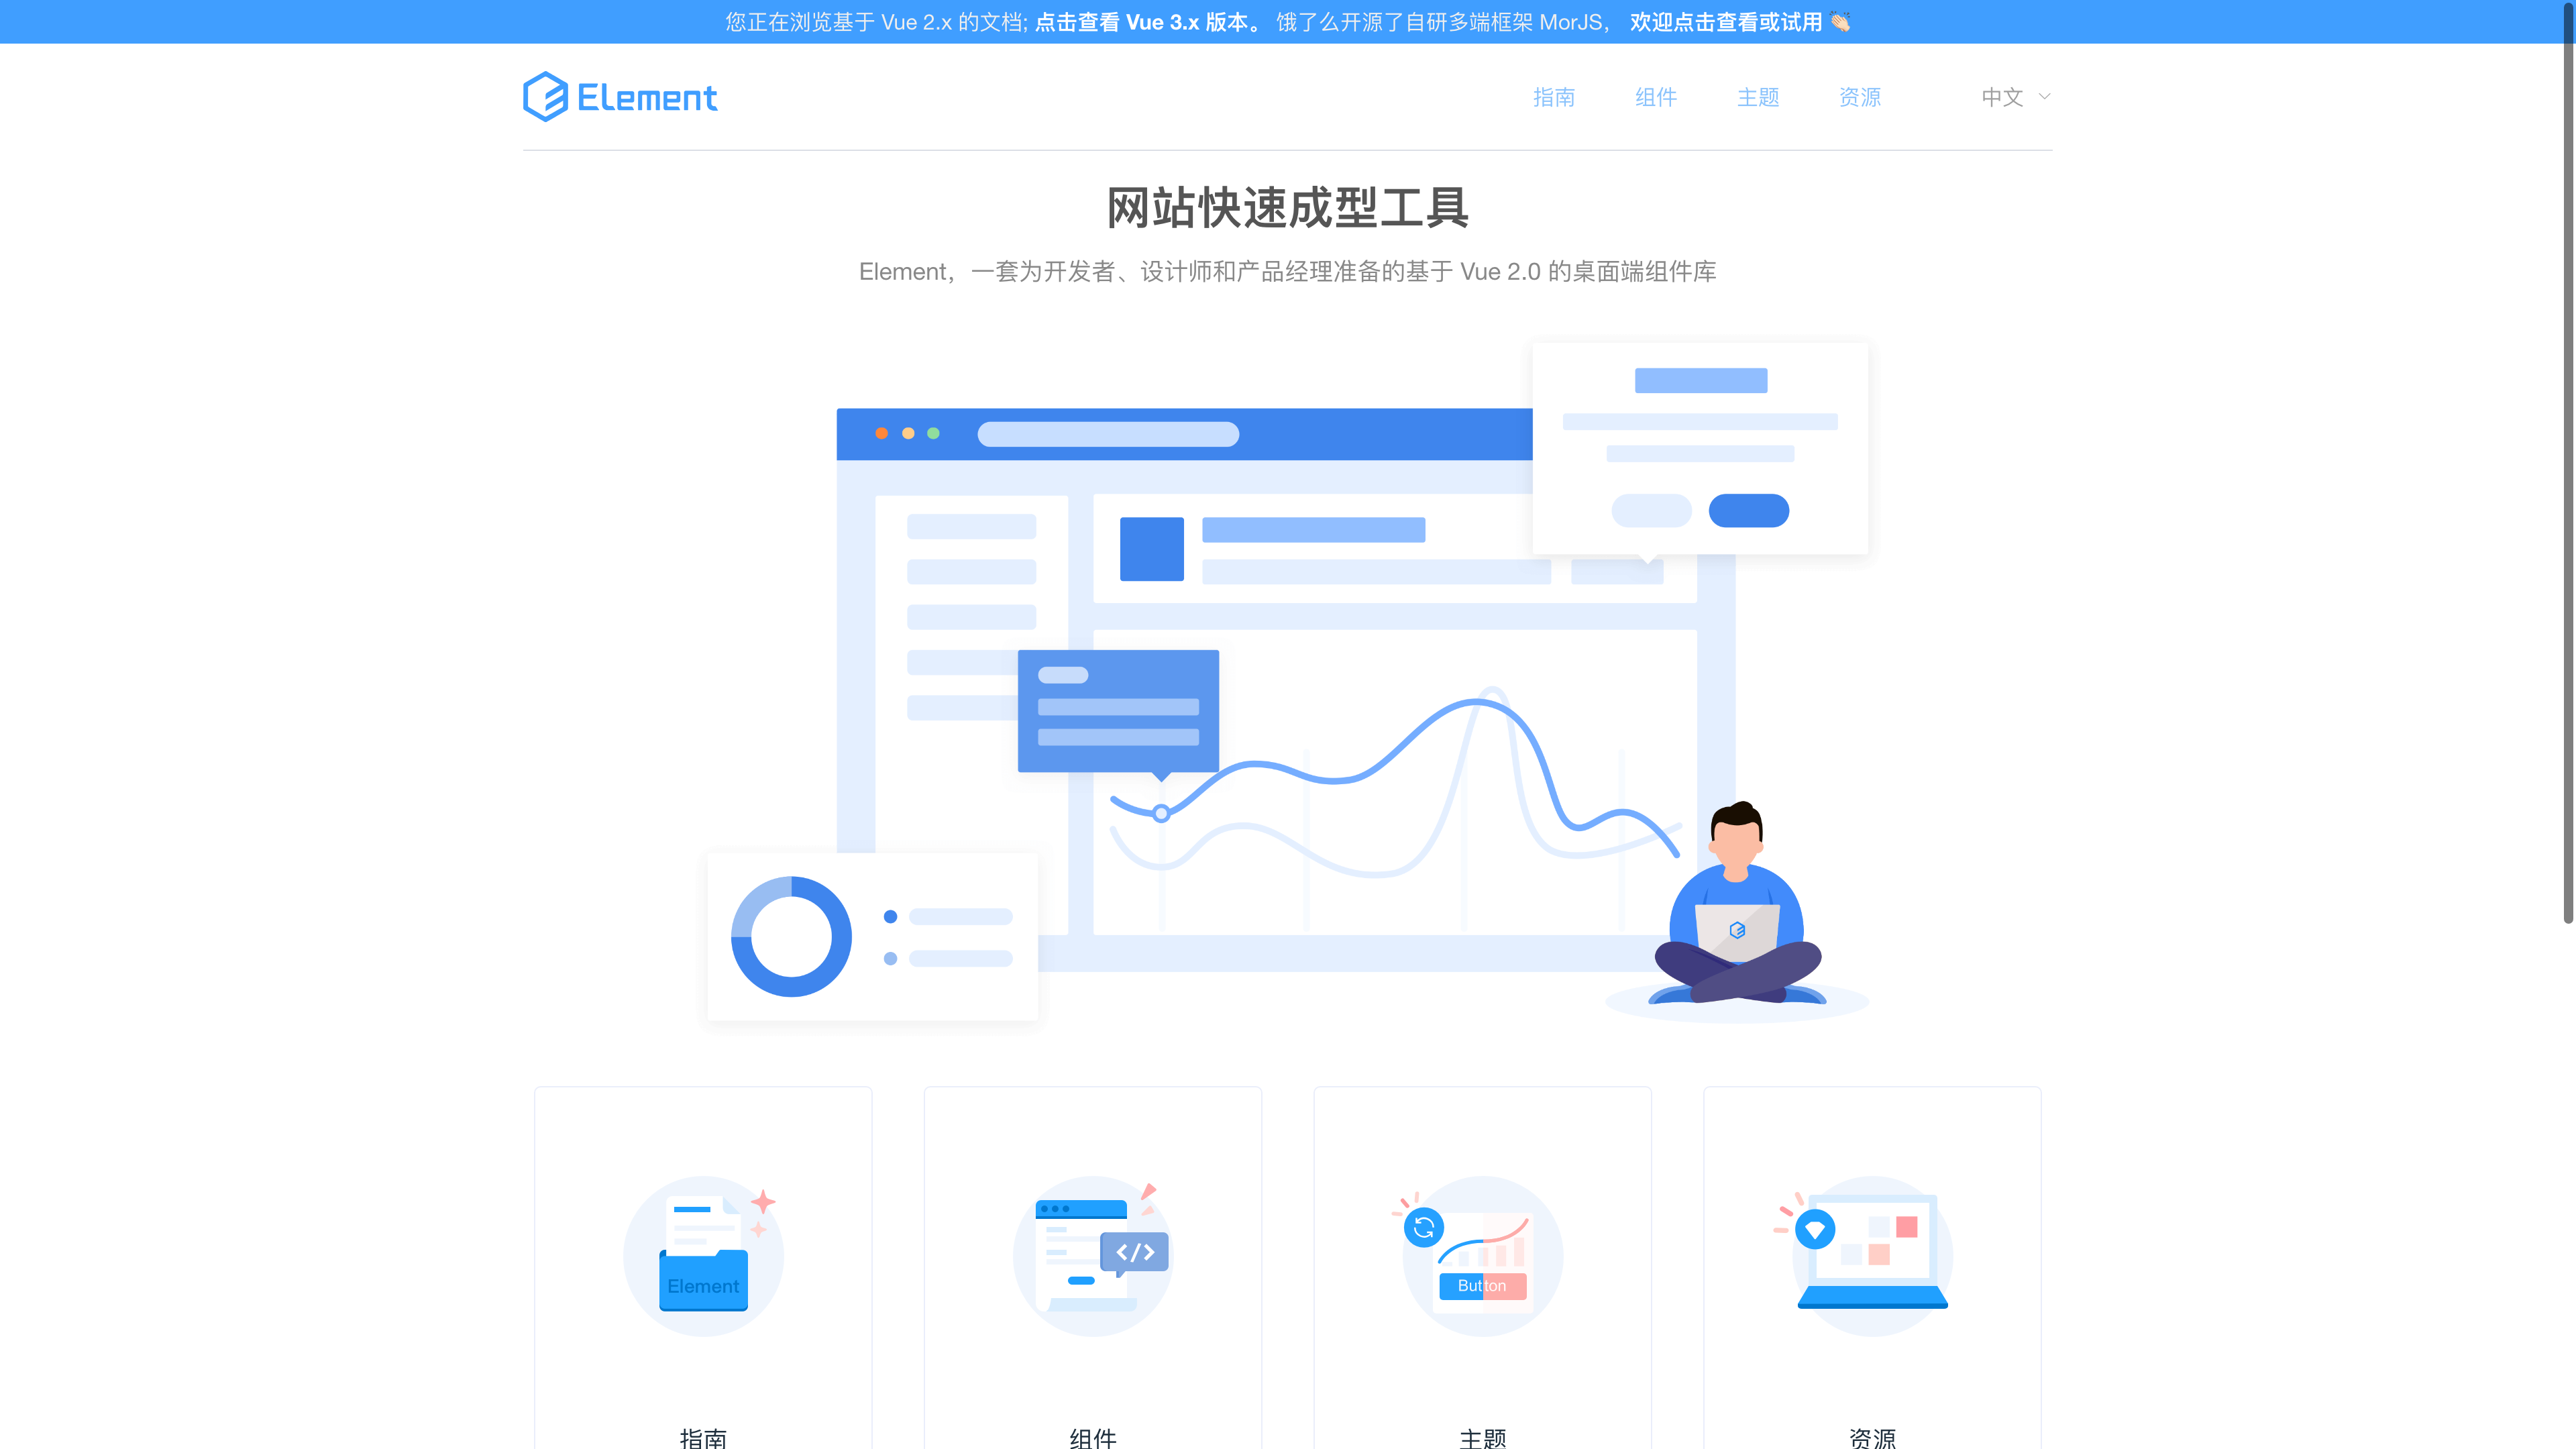 您正在浏览基于 Vue 2.x 的文档; 点击查看 Vue 3.x 版本。 饿了么开源了自研多端框架 MorJS， 欢迎点击查看或试用 👏🏻
Element
指南 组件 主题 资源 中文
网站快速成型工具
Element，一套为开发者、设计师和产品经理准备的基于 Vue 2.0 的桌面端组件库
Element
</>
Button
指南 组件 主题 资源